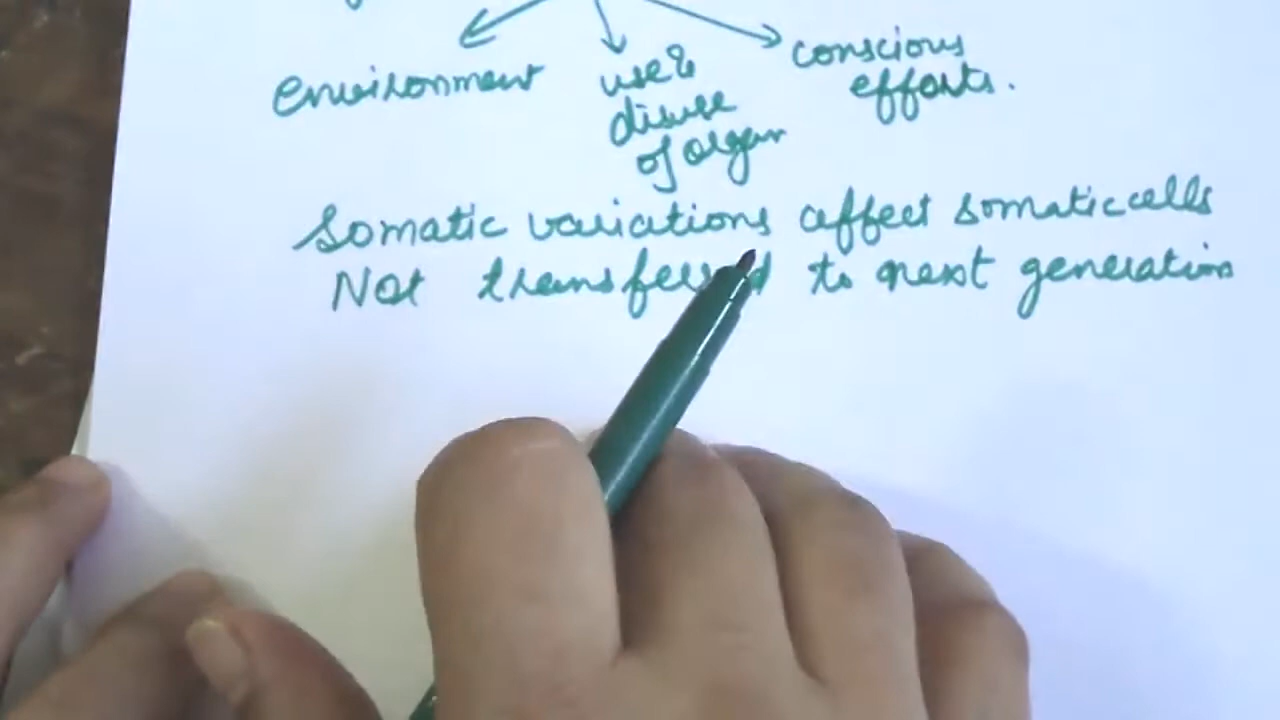 environment
use &
disuse
of organ
conscious
efforts.
Somatic variations affect somatic cells
Not transferred to next generation